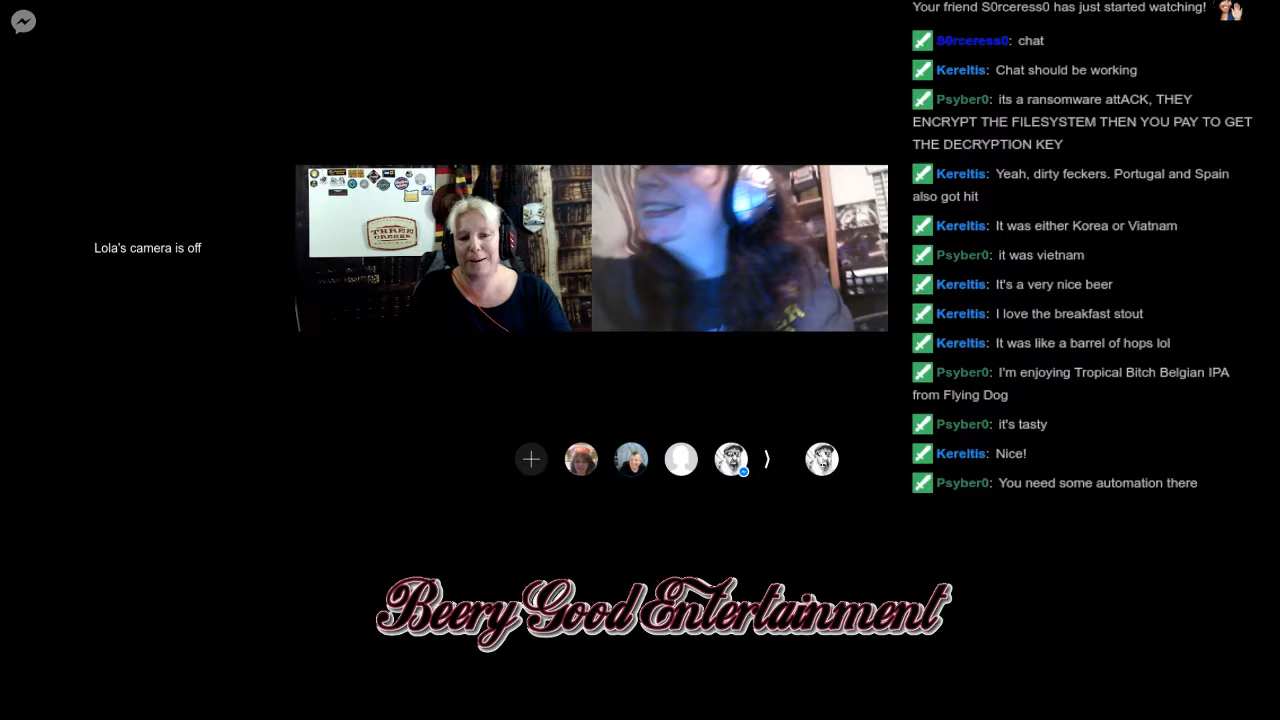 Your friend S0rceress0 has just started watching!
S0rceress0: chat
Kereltis: Chat should be working
Psyber0: its a ransomware attACK, THEY
ENCRYPT THE FILESYSTEM THEN YOU PAY TO GET
THE DECRYPTION KEY
Kereltis: Yeah, dirty feckers. Portugal and Spain
also got hit
Kereltis: It was either Korea or Viatnam
Psyber0: it was vietnam
Kereltis: It's a very nice beer
Kereltis: I love the breakfast stout
Kereltis: It was like a barrel of hops lol
Psyber0: I'm enjoying Tropical Bitch Belgian IPA
from Flying Dog
Psyber0: it's tasty
Kereltis: Nice!
Psyber0: You need some automation there
Lola's camera is off
THREE
CREEKS
Beery Good Entertainment